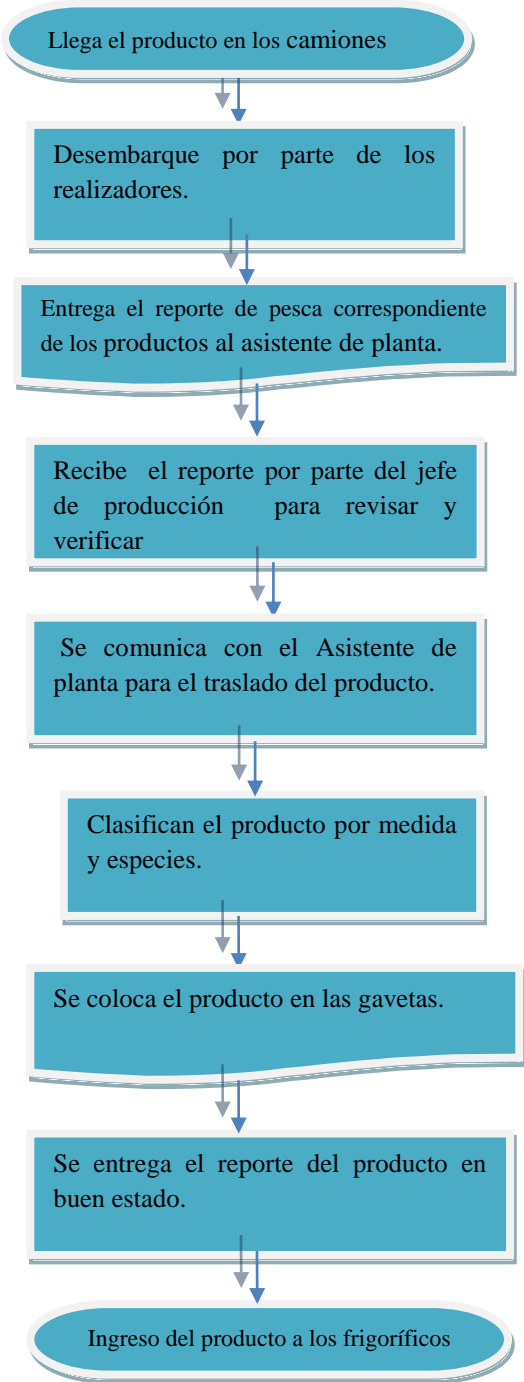 Llega el producto en los camiones
Desembarque por parte de los
realizadores.
Entrega el reporte de pesca correspondiente
de los productos al asistente de planta.
Recibe el reporte por parte del jefe
de producción para revisar y
verificar
Se comunica con el Asistente de
planta para el traslado del producto.
Clasifican el producto por medida
y especies.
Se coloca el producto en las gavetas.
Se entrega el reporte del producto en
buen estado.
Ingreso del producto a los frigoríficos